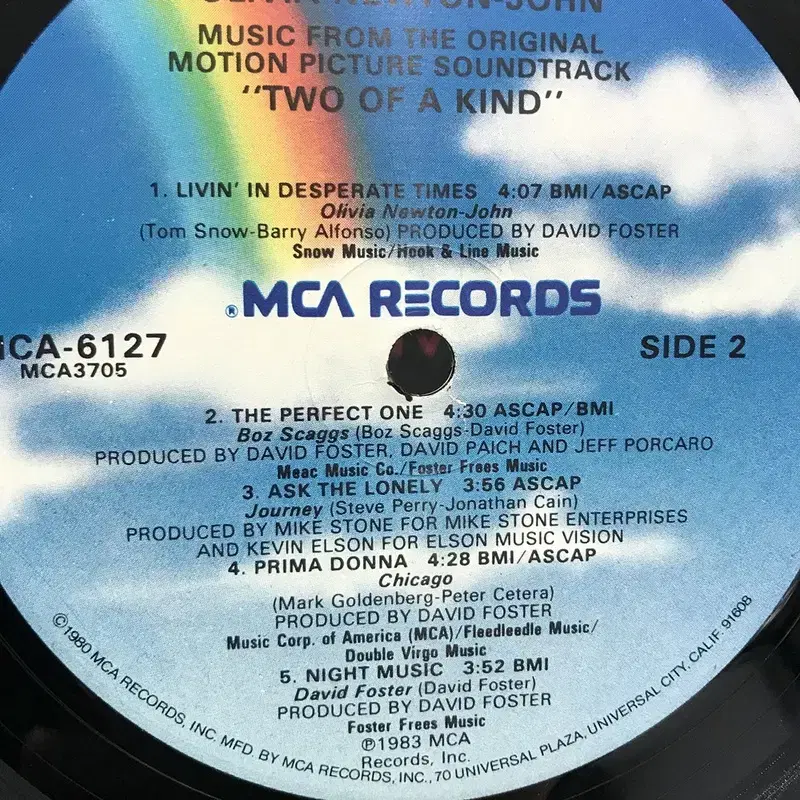 OLIVIA NEWTON-JOHN
MUSIC FROM THE ORIGINAL
MOTION PICTURE SOUNDTRACK
"TWO OF A KIND"
1. LIVIN' IN DESPERATE TIMES 4:07 BMI/ASCAP
Olivia Newton-John
(Tom Snow-Barry Alfonso) PRODUCED BY DAVID FOSTER
Snow Music/Hook & Line Music
® MCA RECORDS
MCA-6127
MCA3705
SIDE 2
2. THE PERFECT ONE 4:30 ASCAP/BMI
Boz Scaggs (Boz Scaggs-David Foster)
PRODUCED BY DAVID FOSTER, DAVID PAICH AND JEFF PORCARO
Meac Music Co./Foster Frees Music
3. ASK THE LONELY 3:56 ASCAP
Journey (Steve Perry-Jonathan Cain)
PRODUCED BY MIKE STONE FOR MIKE STONE ENTERPRISES
AND KEVIN ELSON FOR ELSON MUSIC VISION
4. PRIMA DONNA 4:28 BMI/ASCAP
Chicago
(Mark Goldenberg-Peter Cetera)
PRODUCED BY DAVID FOSTER
Music Corp. of America (MCA)/Fleedleedle Music/
Double Virgo Music
5. NIGHT MUSIC 3:52 BMI
David Foster (David Foster)
PRODUCED BY DAVID FOSTER
Foster Frees Music
℗1983 MCA
Records, Inc.
©1980 MCA RECORDS, INC. MFD. BY MCA RECORDS, INC., 70 UNIVERSAL PLAZA, UNIVERSAL CITY, CALIF. 91608